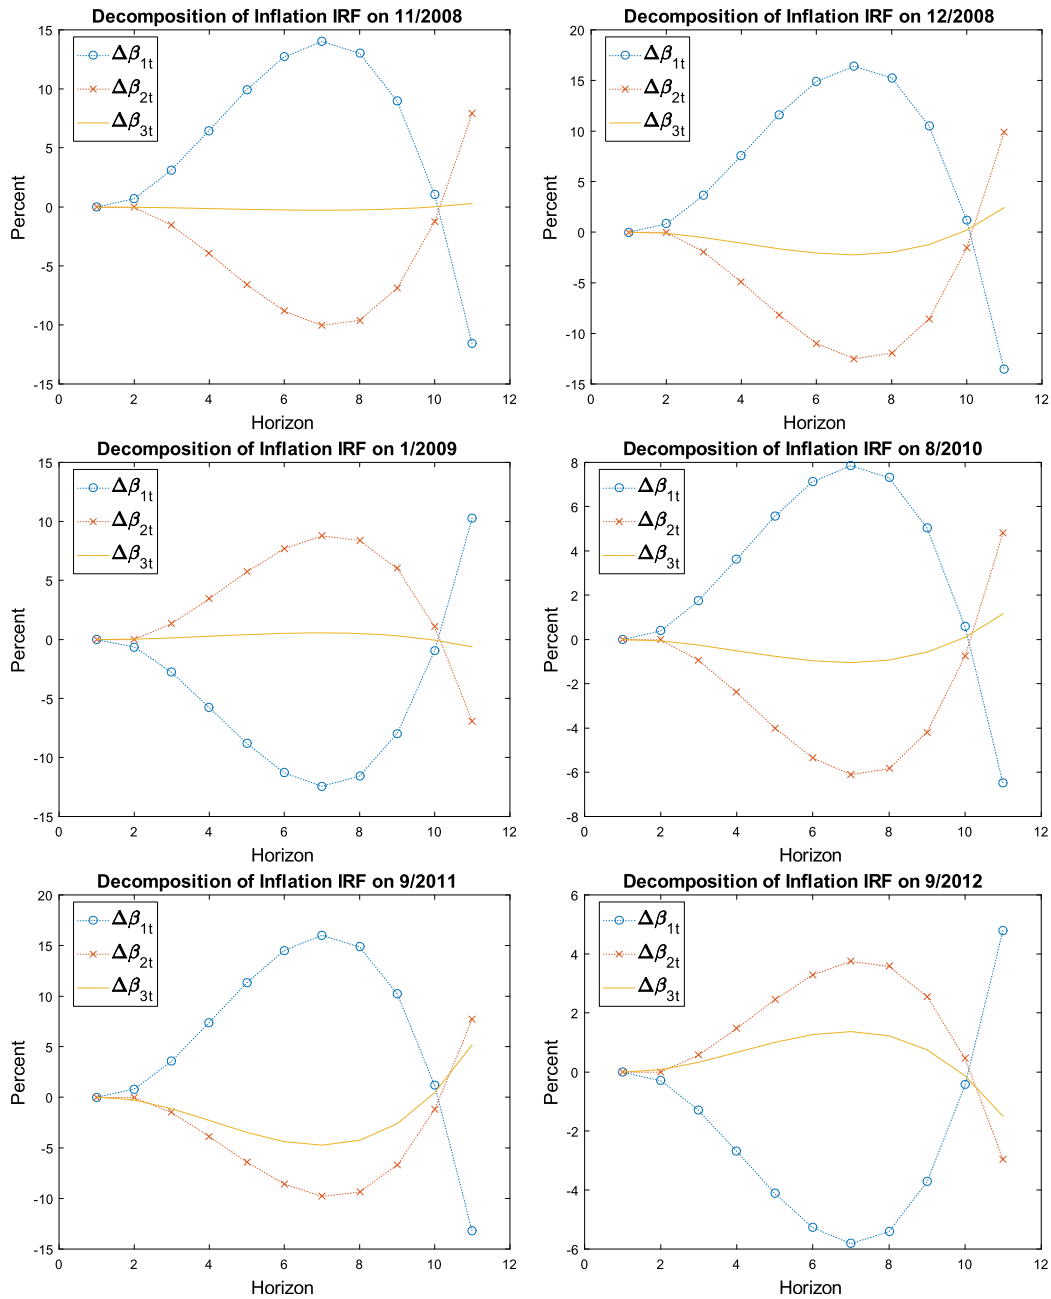 Decomposition of Inflation IRF on 11/2008
15
10
5
0
-5
-10
-15
Percent
Δβ1t
Δβ2t
Δβ3t
0 2 4 6 8 10 12
Horizon
Decomposition of Inflation IRF on 12/2008
20
15
10
5
0
-5
-10
-15
Percent
Δβ1t
Δβ2t
Δβ3t
0 2 4 6 8 10 12
Horizon
Decomposition of Inflation IRF on 1/2009
15
10
5
0
-5
-10
-15
Percent
Δβ1t
Δβ2t
Δβ3t
0 2 4 6 8 10 12
Horizon
Decomposition of Inflation IRF on 8/2010
8
6
4
2
0
-2
-4
-6
-8
Percent
Δβ1t
Δβ2t
Δβ3t
0 2 4 6 8 10 12
Horizon
Decomposition of Inflation IRF on 9/2011
20
15
10
5
0
-5
-10
-15
Percent
Δβ1t
Δβ2t
Δβ3t
0 2 4 6 8 10 12
Horizon
Decomposition of Inflation IRF on 9/2012
6
4
2
0
-2
-4
-6
Percent
Δβ1t
Δβ2t
Δβ3t
0 2 4 6 8 10 12
Horizon